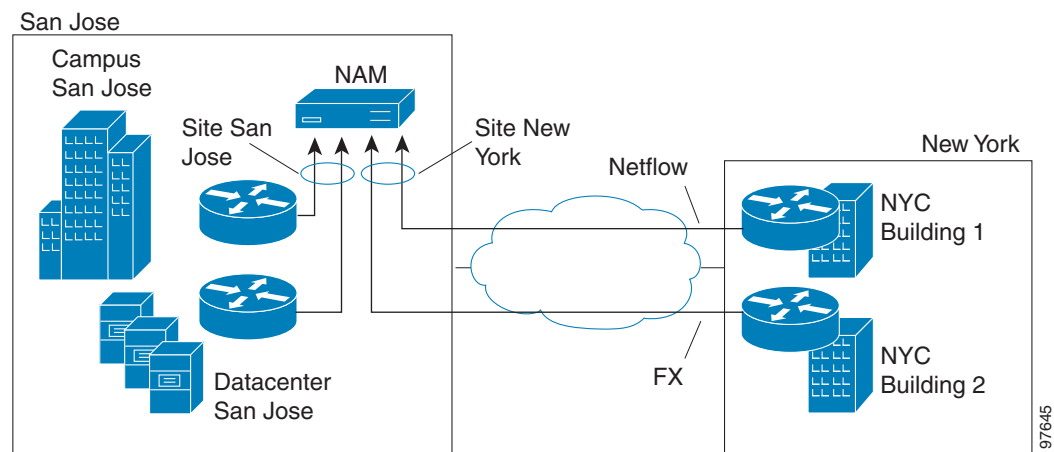 San Jose
Campus
San Jose
NAM
Site San
Jose
Site New
York
Datacenter
San Jose
Netflow
FX
New York
NYC
Building 1
NYC
Building 2
97645